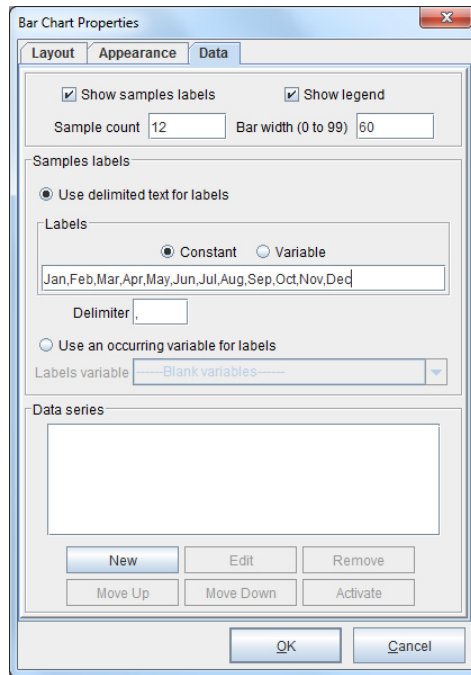 Bar Chart Properties
Layout Appearance Data
Show samples labels Show legend
Sample count 12 Bar width (0 to 99) 60
Samples labels
Use delimited text for labels
Labels
Constant Variable
Jan,Feb,Mar,Apr,May,Jun,Jul,Aug,Sep,Oct,Nov,Dec
Delimiter ,
Use an occurring variable for labels
Labels variable ------Blank variables------
Data series
New Edit Remove
Move Up Move Down Activate
OK Cancel